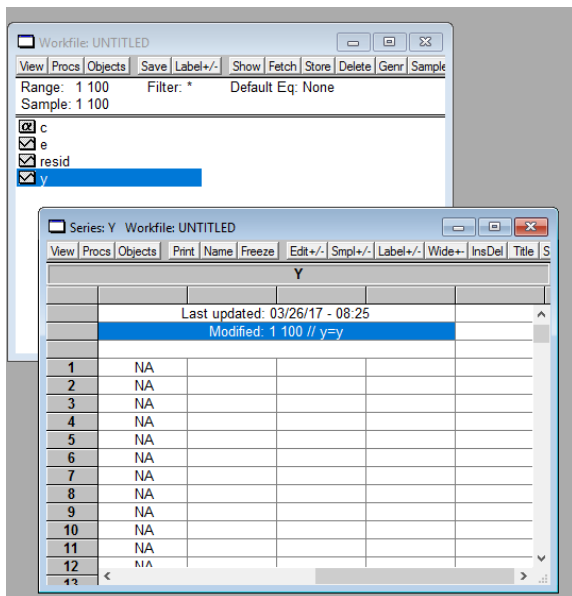 Workfile: UNTITLED
View Procs Objects Save Label+/- Show Fetch Store Delete Genr Sample
Range: 1 100 Filter: * Default Eq: None
Sample: 1 100
α c
e
resid
y
Series: Y Workfile: UNTITLED
View Procs Objects Print Name Freeze Edit+/- Smpl+/- Label+/- Wide+- InsDel Title S
Y
Last updated: 03/26/17 - 08:25
Modified: 1 100 // y=y
1 NA
2 NA
3 NA
4 NA
5 NA
6 NA
7 NA
8 NA
9 NA
10 NA
11 NA
12 NA
13